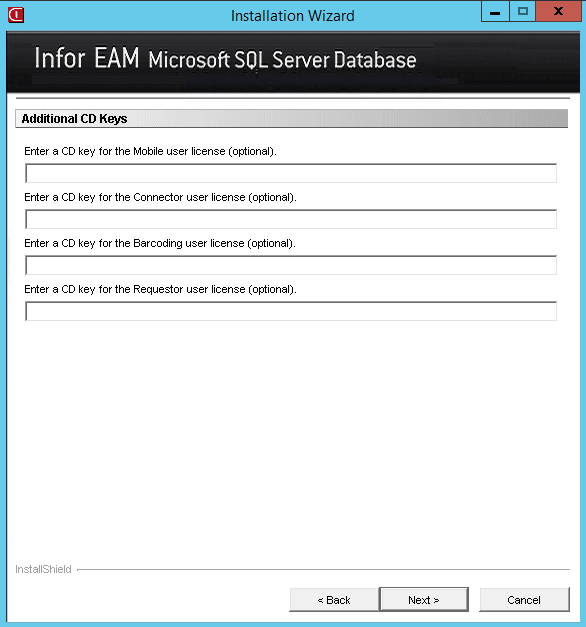 Installation Wizard
Infor EAM Microsoft SQL Server Database
Additional CD Keys
Enter a CD key for the Mobile user license (optional).
Enter a CD key for the Connector user license (optional).
Enter a CD key for the Barcoding user license (optional).
Enter a CD key for the Requestor user license (optional).
InstallShield
< Back
Next >
Cancel